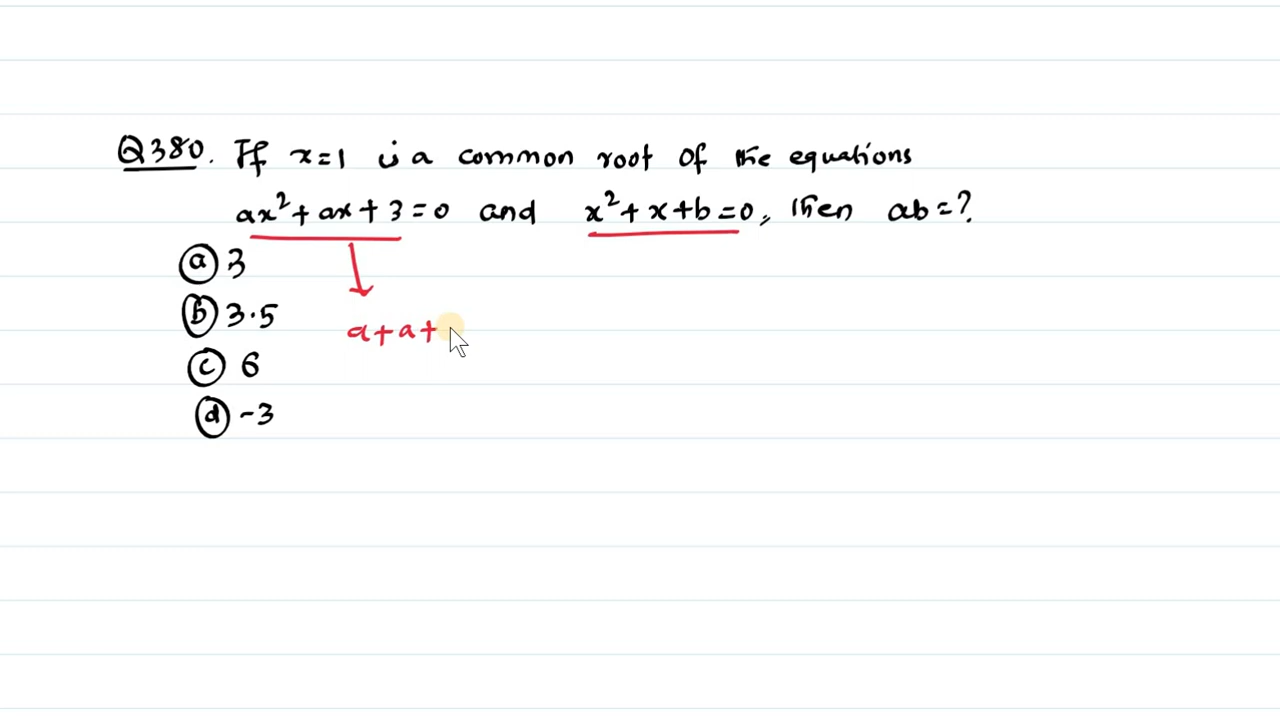 Q380. If x=1 is a common root of the equations
ax²+ax+3=0 and x²+x+b=0, then ab=?
ⓐ 3
ⓑ 3.5
ⓒ 6
ⓓ -3
a+a+